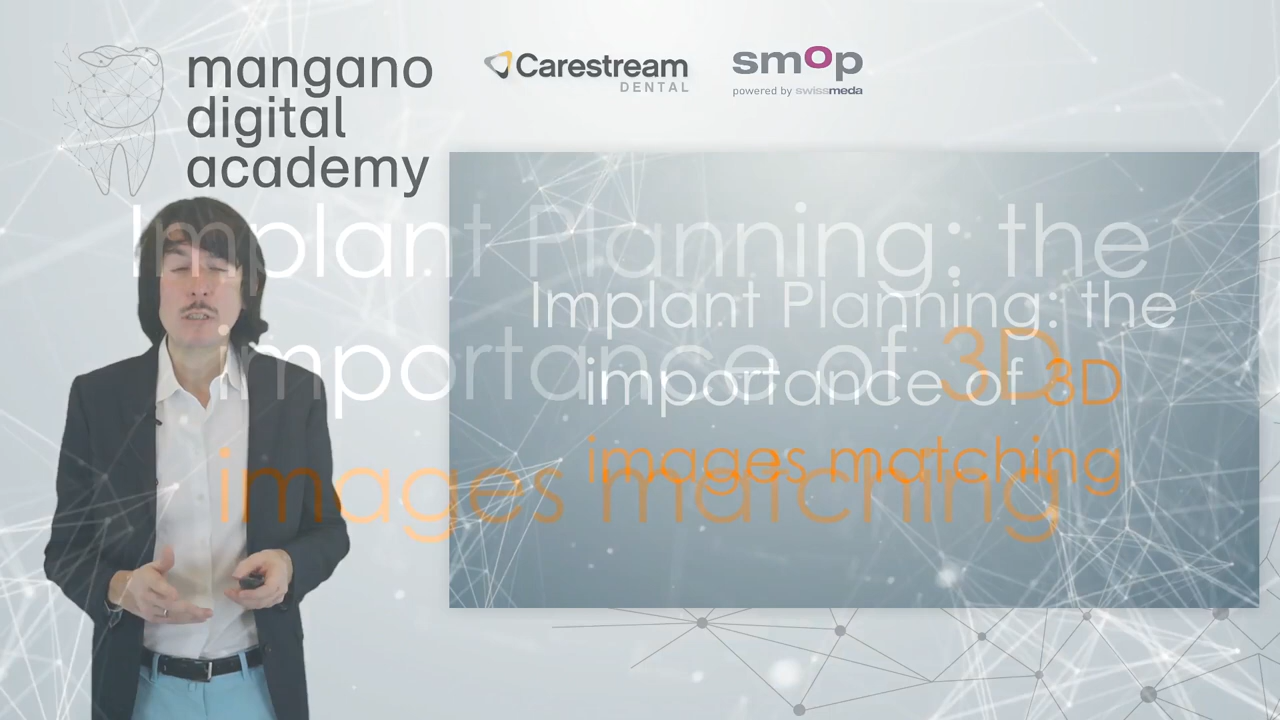 mangano
digital
academy
Carestream
DENTAL
smop
powered by swissmeda
Implant Planning: the
importance of 3D
images matching
Implant Planning: the
importance of 3D
images matching